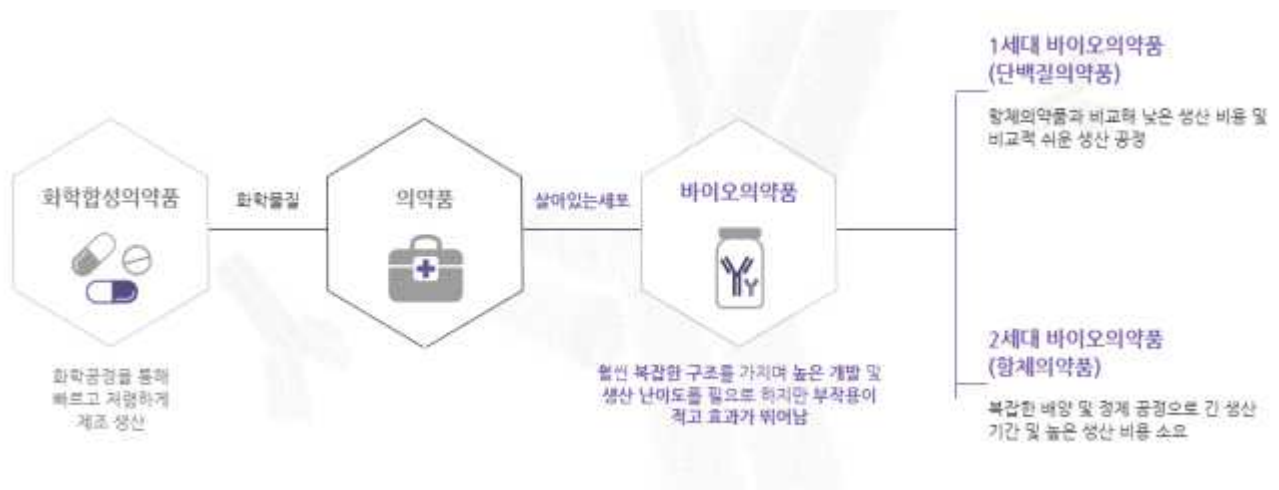 화학합성의약품
화학물질
의약품
살아있는세포
바이오의약품
화학공정을 통해
빠르고 저렴하게
제조 생산
훨씬 복잡한 구조를 가지며 높은 개발 및
생산 난이도를 필요로 하지만 부작용이
적고 효과가 뛰어남
1세대 바이오의약품
(단백질의약품)
항체의약품과 비교해 낮은 생산 비용 및
비교적 쉬운 생산 공정
2세대 바이오의약품
(항체의약품)
복잡한 배양 및 정제 공정으로 긴 생산
기간 및 높은 생산 비용 소요